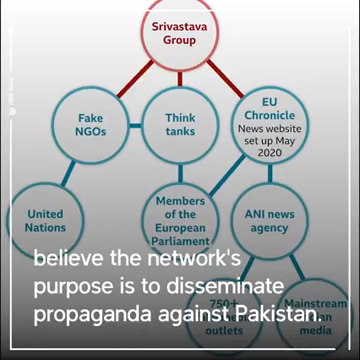 Srivastava
Group
Fake
NGOs
Think
tanks
EU
Chronicle
News website
set up May
2020
United
Nations
Members
of the
European
Parliament
ANI news
agency
believe the network's
purpose is to disseminate
propaganda against Pakistan.
750+
outlets
Mainstream
media